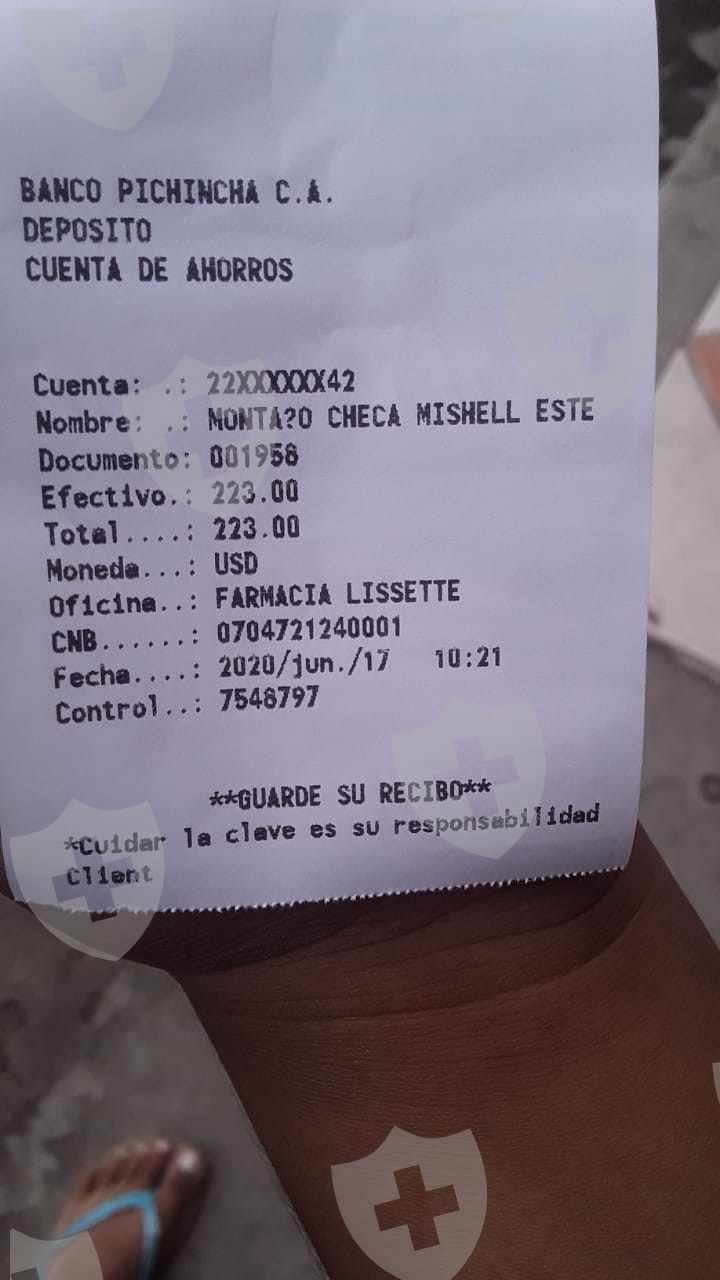 BANCO PICHINCHA C.A.
DEPOSITO
CUENTA DE AHORROS
Cuenta: .: 22XXXXXX42
Nombre: .: MONTA?O CHECA MISHELL ESTE
Documento: 001958
Efectivo.: 223.00
Total....: 223.00
Moneda...: USD
Oficina..: FARMACIA LISSETTE
CNB......: 0704721240001
Fecha....: 2020/jun./17 10:21
Control..: 7548797
**GUARDE SU RECIBO**
*Cuidar la clave es su responsabilidad
Client